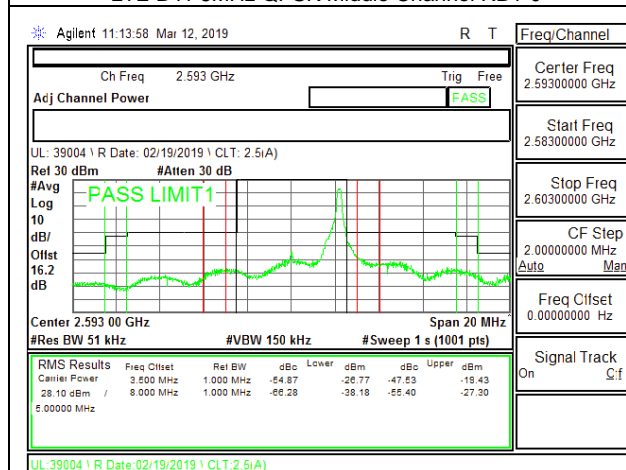 Agilent 11:13:58 Mar 12, 2019 R T
Freq/Channel
Ch Freq 2.593 GHz Trig Free
Adj Channel Power PASS
Center Freq
2.59300000 GHz
Start Freq
2.58300000 GHz
Stop Freq
2.60300000 GHz
CF Step
2.00000000 MHz
Auto Man
Freq Offset
0.00000000 Hz
Signal Track
On Off
UL: 39004 \ R Date: 02/19/2019 \ CLT: 2.5(A)
Ref 30 dBm #Atten 30 dB
#Avg
Log
10
dB/
Offst
16.2
dB
PASS LIMIT1
Center 2.593 00 GHz Span 20 MHz
#Res BW 51 kHz #VBW 150 kHz #Sweep 1 s (1001 pts)
RMS Results Freq Offset Ref BW dBc Lower dBm dBc Upper dBm
Carrier Power 3.500 MHz 1.000 MHz -54.87 -26.77 -47.53 -19.43
28.10 dBm / 8.000 MHz 1.000 MHz -66.28 -38.18 -55.40 -27.30
5.00000 MHz
UL:39004 \ R Date:02/19/2019 \ CLT:2.5(A)